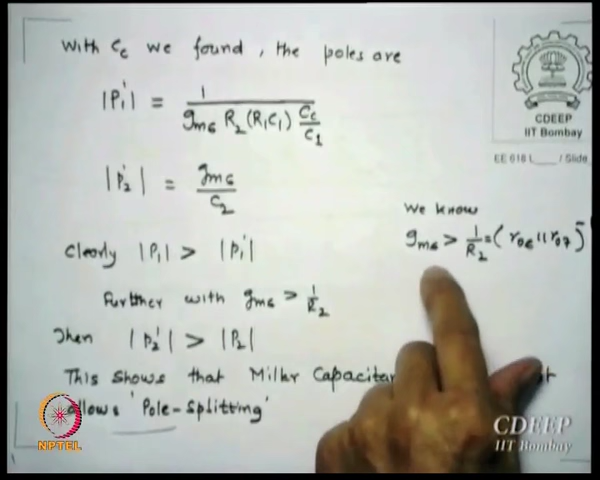 With Cc we found, the poles are
|P1'| = 1 / gm6 R2 (R1C1) Cc/C1
|P2'| = gm6 / C2
Clearly |P1| > |P1'|
Further with gm6 > 1/R2
Then |P2'| > |P2|
This shows that Miller Capacitor
allows 'Pole-Splitting'
We know
gm6 > 1/R2 = (ro6 || ro7)
CDEEP
IIT Bombay
EE 618 L____ / Slide
NPTEL
CDEEP
IIT Bombay